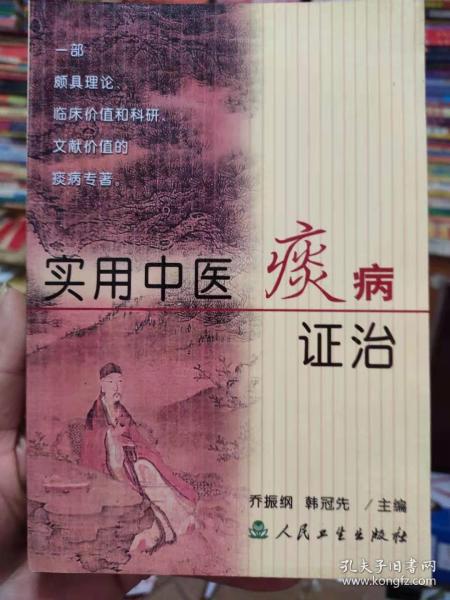 一部
颇具理论、
临床价值和科研、
文献价值的
痰病专著。
实用中医痰病
证治
乔振纲 韩冠先 /主编
人民卫生出版社
孔夫子旧书网
www.kongfz.com